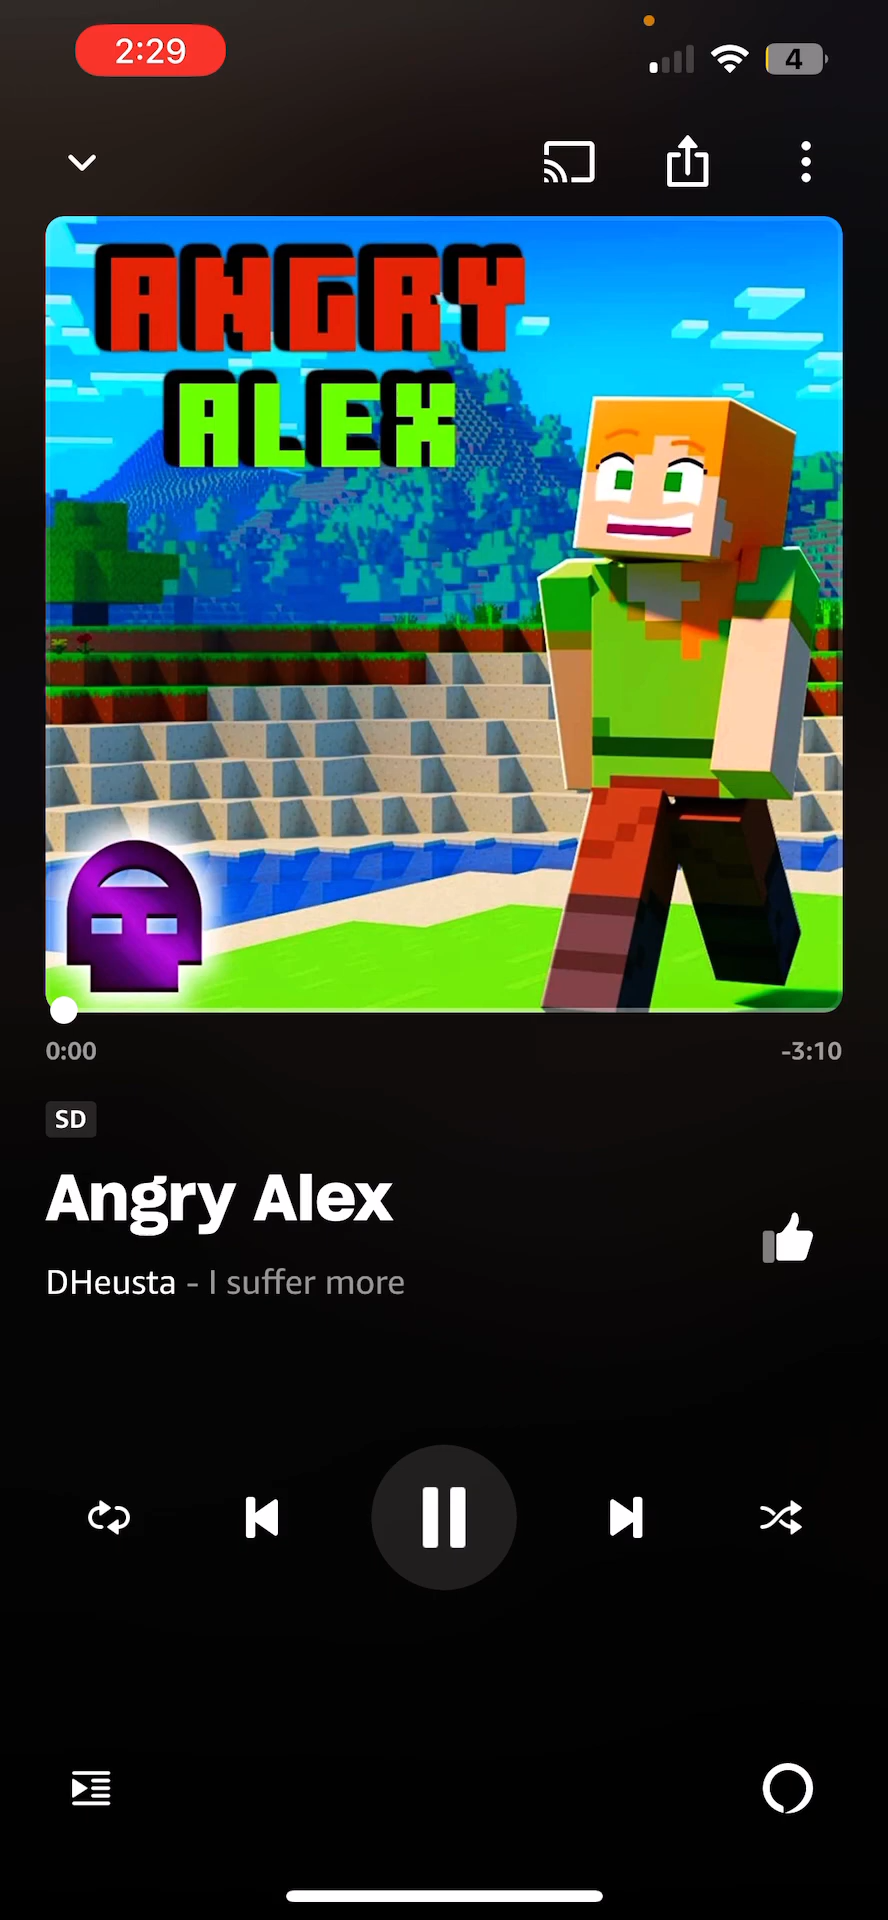 2:29
4
ANGRY
ALEX
0:00 -3:10
SD
Angry Alex
DHeusta - I suffer more